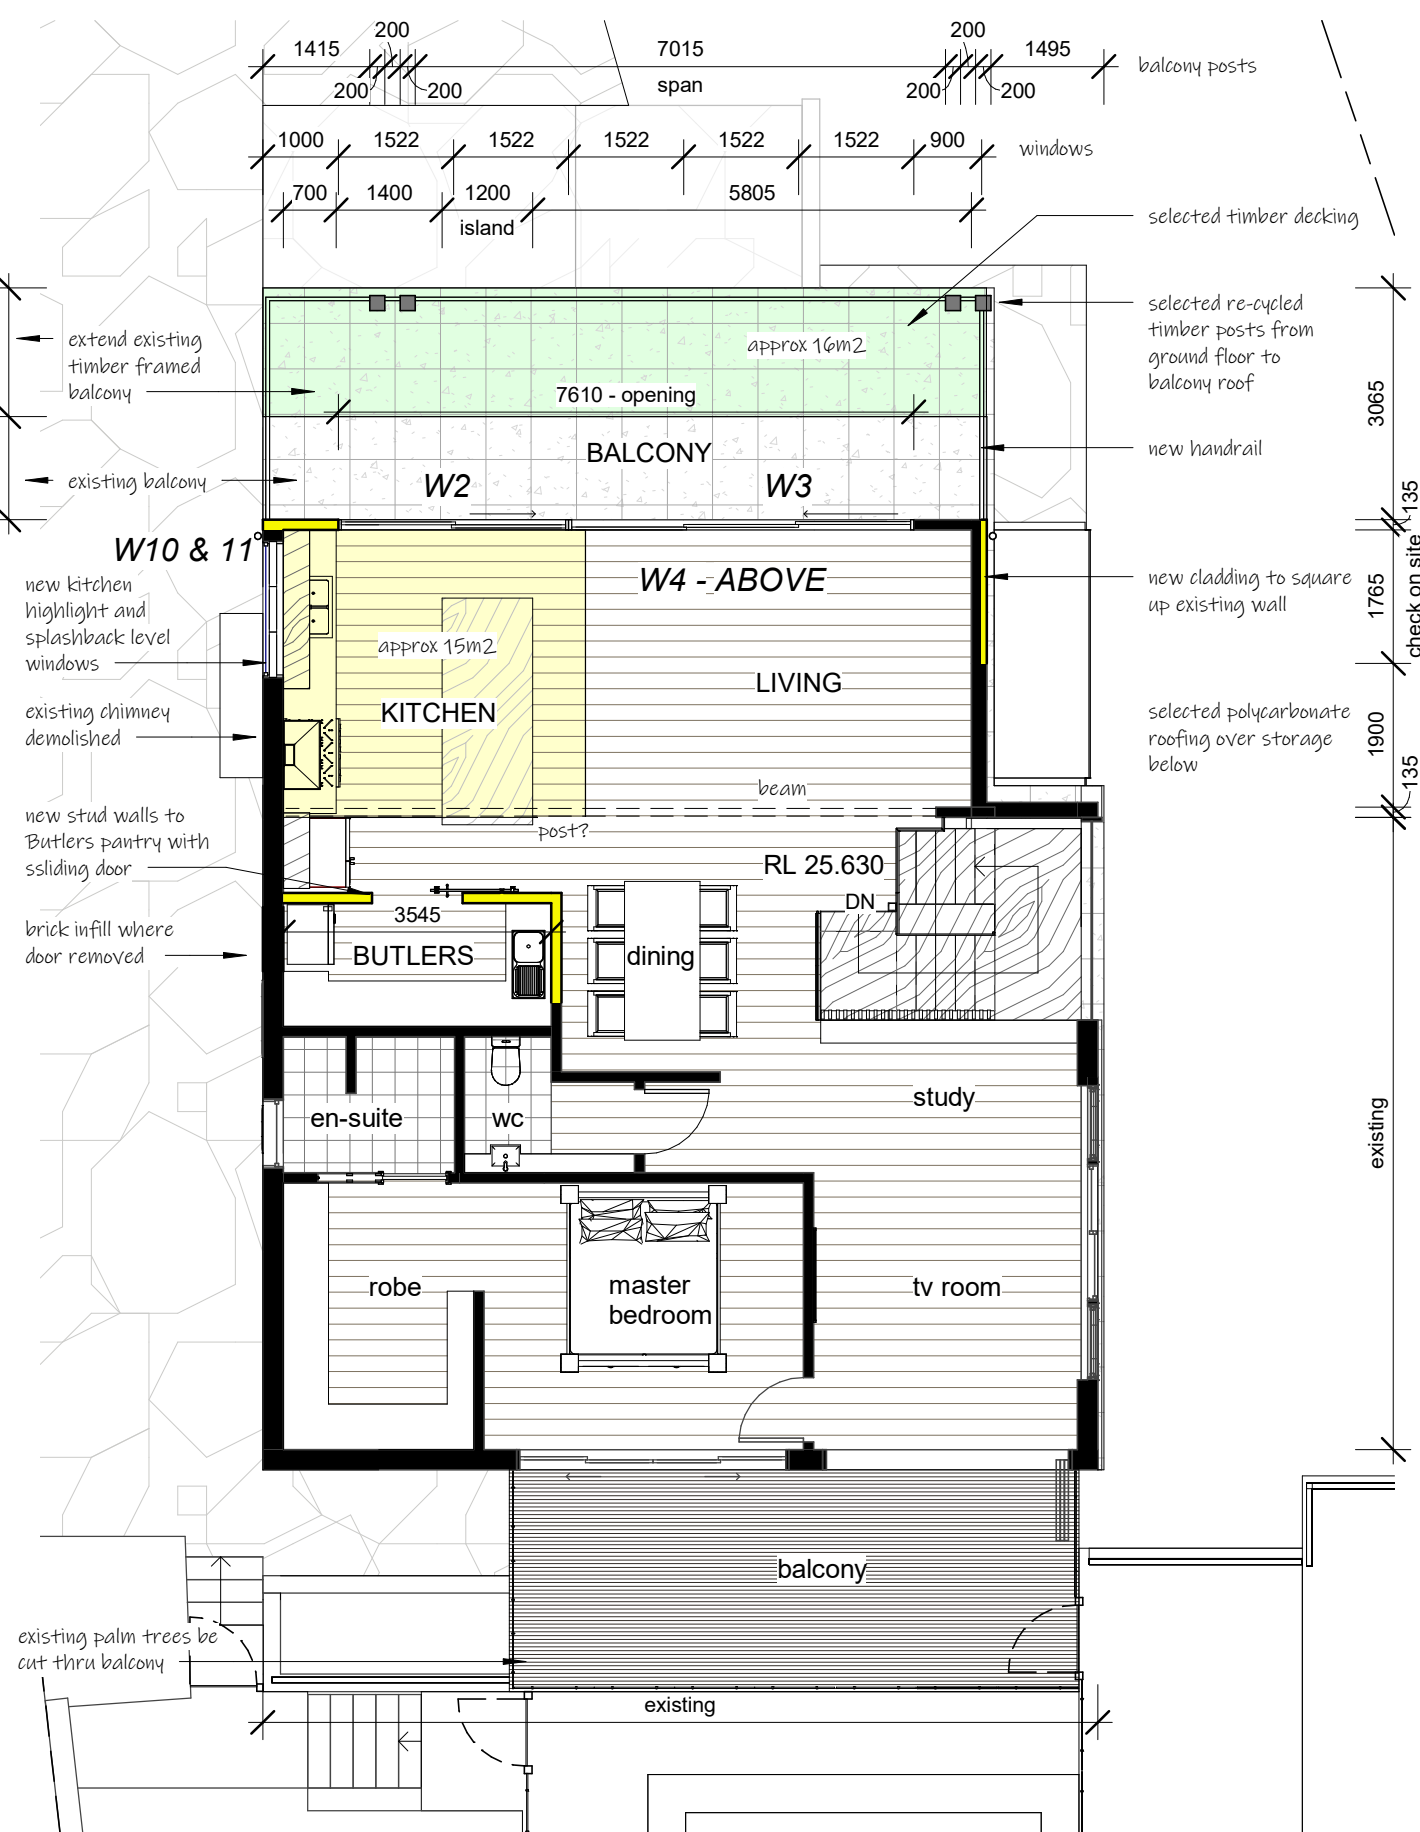 200
200
1415
7015
1495
balcony posts
200
200
span
200
200
1000
1522
1522
1522
1522
1522
900
windows
700
1400
1200
5805
island
selected timber decking
extend existing
timber framed
balcony
approx 16m2
selected re-cycled
timber posts from
ground floor to
balcony roof
7610 - opening
3065
BALCONY
new handrail
existing balcony
W2
W3
135
W10 & 11
W4 - ABOVE
new kitchen
highlight and
splashback level
windows
new cladding to square
up existing wall
1765
check on site
approx 15m2
LIVING
KITCHEN
existing chimney
demolished
selected polycarbonate
roofing over storage
below
1900
135
beam
new stud walls to
Butlers pantry with
ssliding door
post?
RL 25.630
DN
3545
brick infill where
door removed
BUTLERS
dining
study
en-suite
wc
existing
robe
master
bedroom
tv room
balcony
existing palm trees be
cut thru balcony
existing